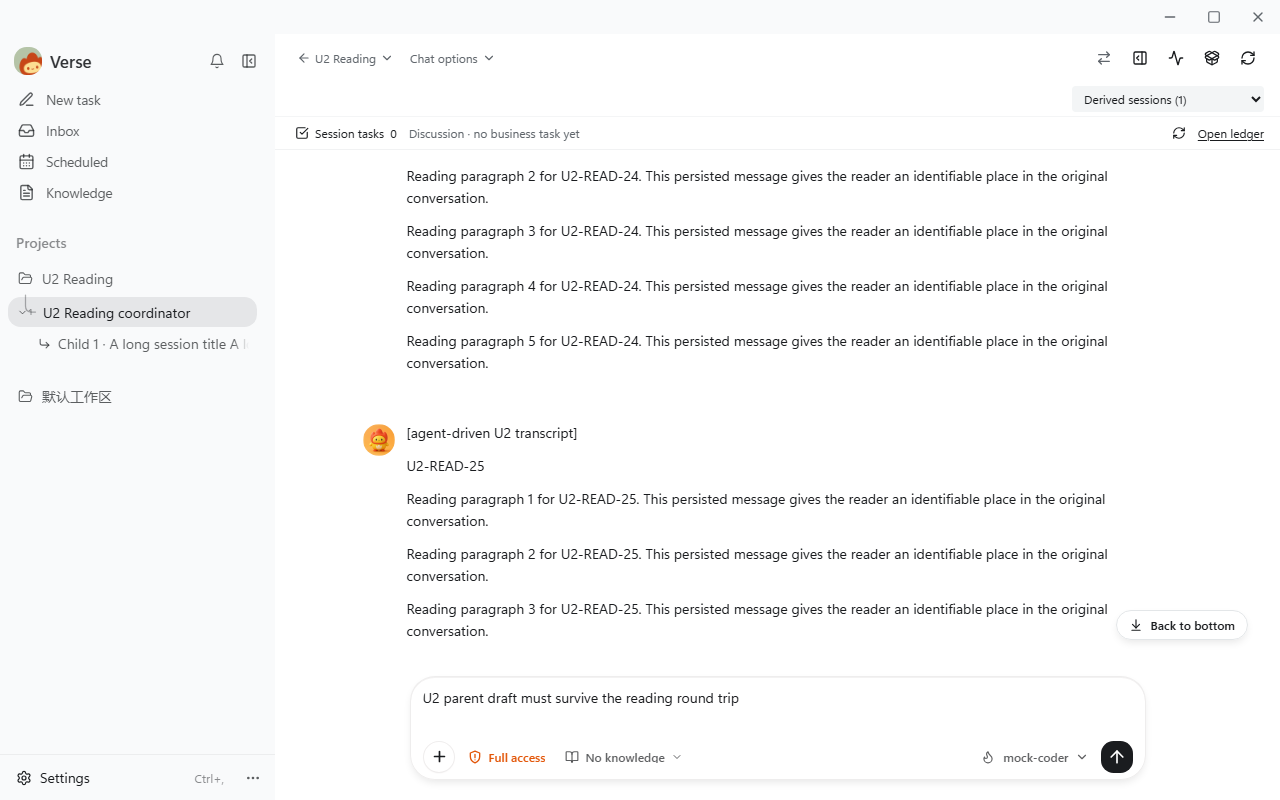 Verse
New task
Inbox
Scheduled
Knowledge
Projects
U2 Reading
U2 Reading coordinator
Child 1 · A long session title A
默认工作区
Settings
Ctrl+,
U2 Reading
Chat options
Derived sessions (1)
Session tasks 0
Discussion · no business task yet
Open ledger
Reading paragraph 2 for U2-READ-24. This persisted message gives the reader an identifiable place in the original
conversation.
Reading paragraph 3 for U2-READ-24. This persisted message gives the reader an identifiable place in the original
conversation.
Reading paragraph 4 for U2-READ-24. This persisted message gives the reader an identifiable place in the original
conversation.
Reading paragraph 5 for U2-READ-24. This persisted message gives the reader an identifiable place in the original
conversation.
[agent-driven U2 transcript]
U2-READ-25
Reading paragraph 1 for U2-READ-25. This persisted message gives the reader an identifiable place in the original
conversation.
Reading paragraph 2 for U2-READ-25. This persisted message gives the reader an identifiable place in the original
conversation.
Reading paragraph 3 for U2-READ-25. This persisted message gives the reader an identifiable place in the original
conversation.
Back to bottom
U2 parent draft must survive the reading round trip
Full access
No knowledge
mock-coder